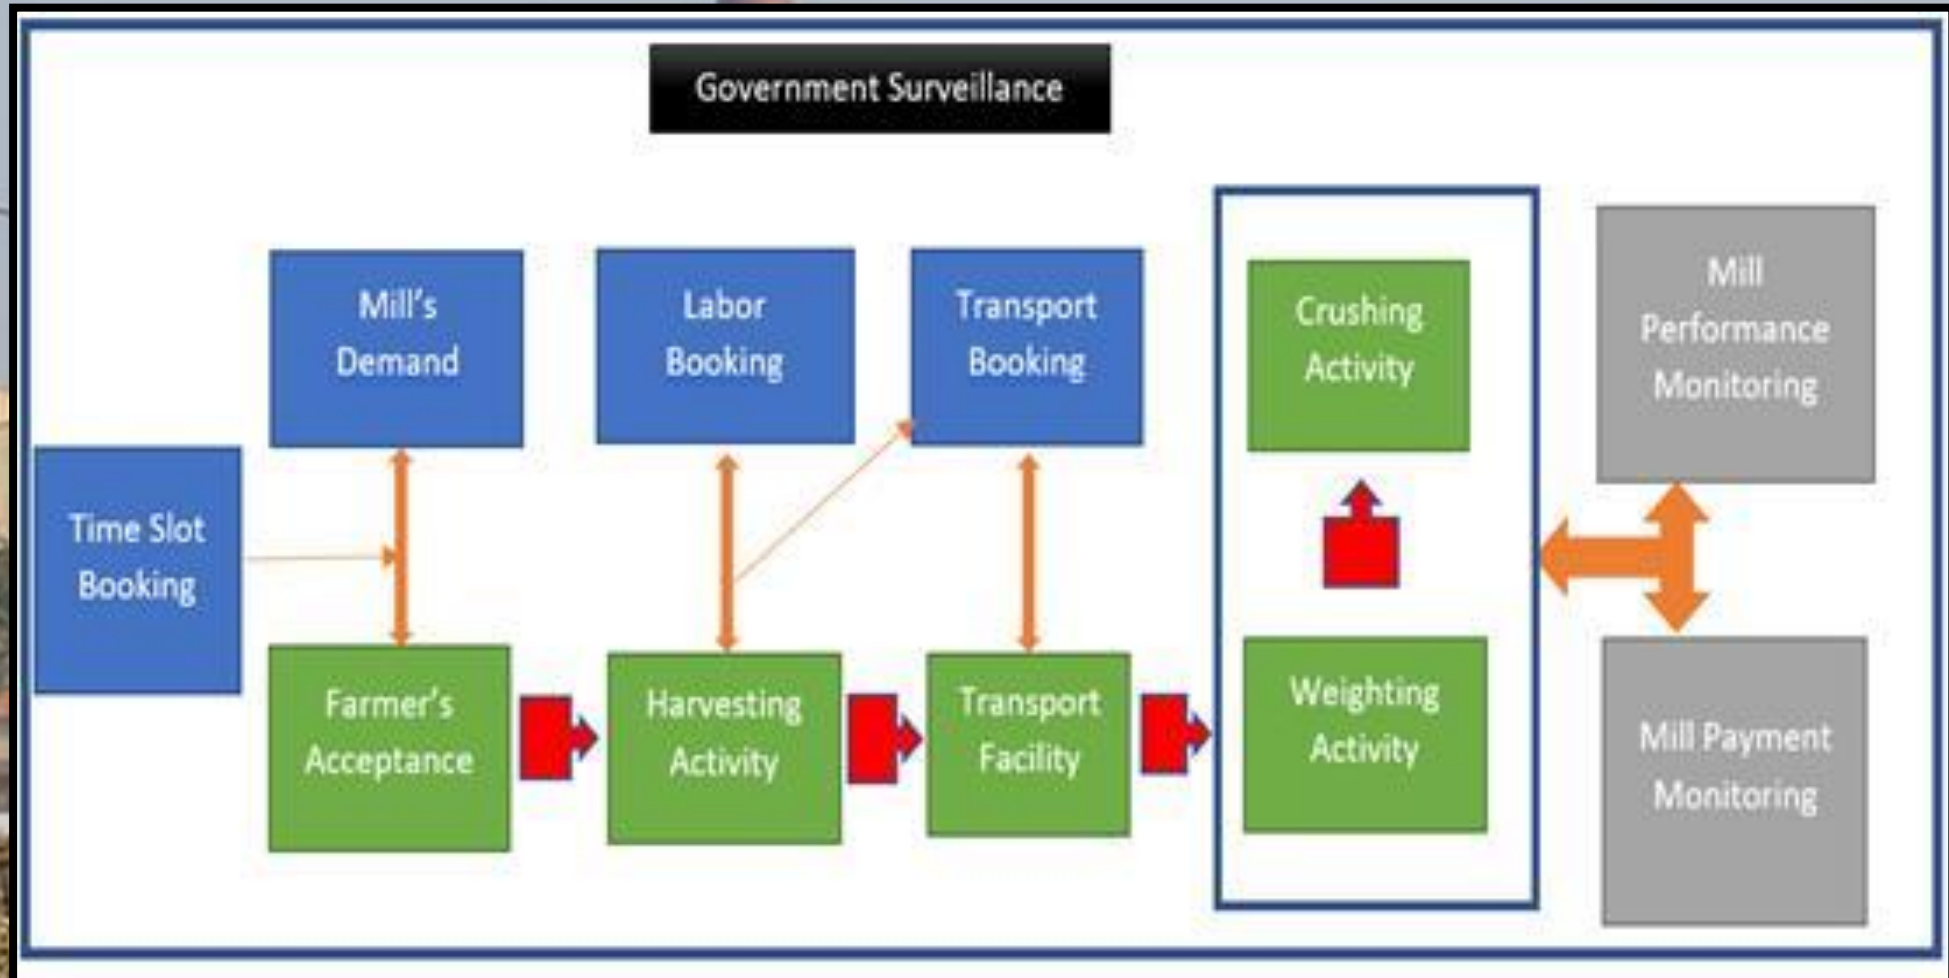 Government Surveillance
Time Slot
Booking
Mill's
Demand
Labor
Booking
Transport
Booking
Crushing
Activity
Mill
Performance
Monitoring
Farmer's
Acceptance
Harvesting
Activity
Transport
Facility
Weighting
Activity
Mill Payment
Monitoring